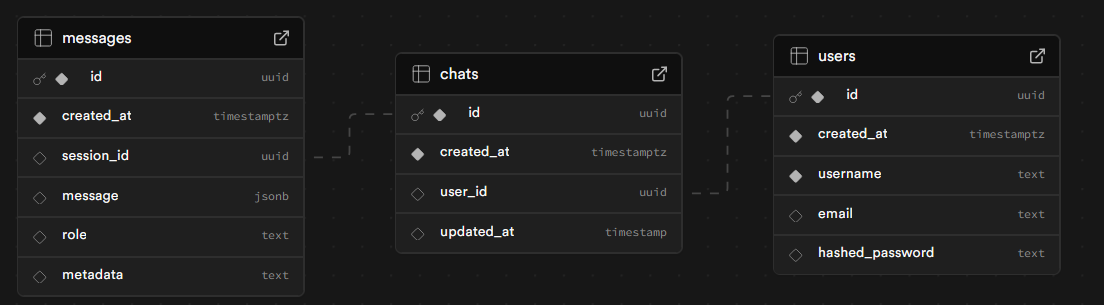 messages
id uuid
created_at timestamptz
session_id uuid
message jsonb
role text
metadata text
chats
id uuid
created_at timestamptz
user_id uuid
updated_at timestamp
users
id uuid
created_at timestamptz
username text
email text
hashed_password text